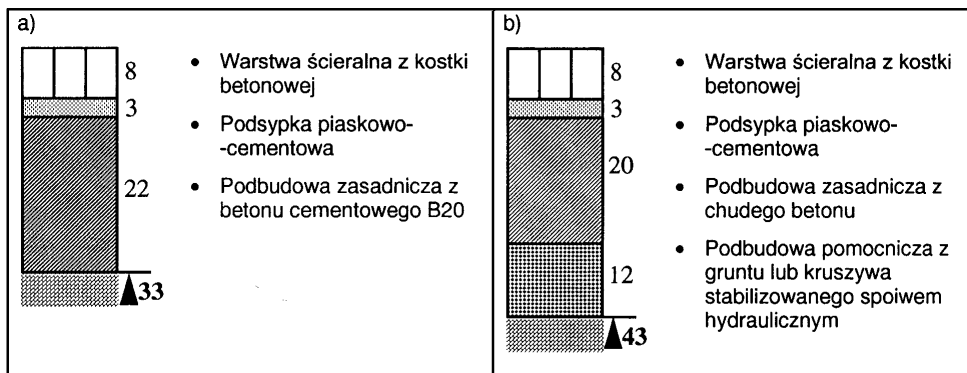 a)
8
3
22
33
• Warstwa ścieralna z kostki
betonowej
• Podsypka piaskowo-
-cementowa
• Podbudowa zasadnicza z
betonu cementowego B20
b)
8
3
20
12
43
• Warstwa ścieralna z kostki
betonowej
• Podsypka piaskowo-
-cementowa
• Podbudowa zasadnicza z
chudego betonu
• Podbudowa pomocnicza z
gruntu lub kruszywa
stabilizowanego spoiwem
hydraulicznym